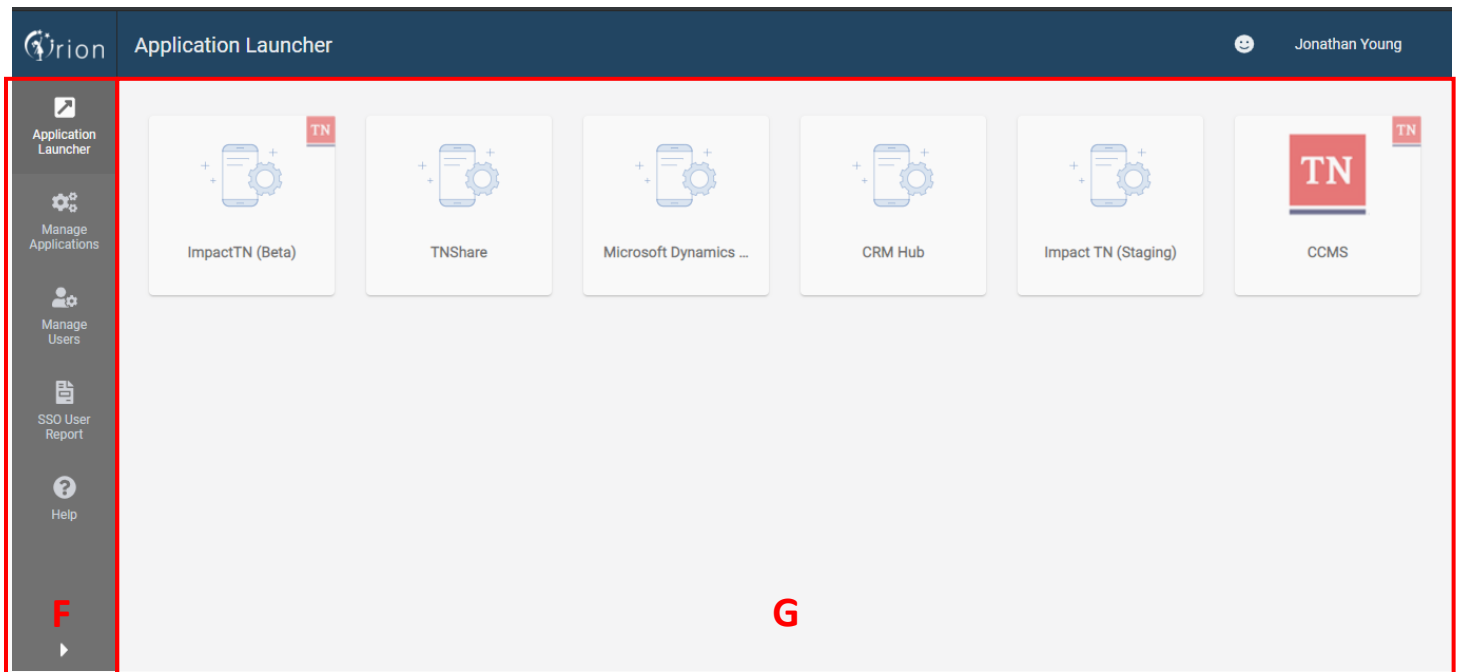 Orion
Application Launcher
Jonathan Young
Application
Launcher
Manage
Applications
Manage
Users
SSO User
Report
Help
F
TN
ImpactTN (Beta)
TNShare
Microsoft Dynamics ...
CRM Hub
Impact TN (Staging)
TN
TN
CCMS
G